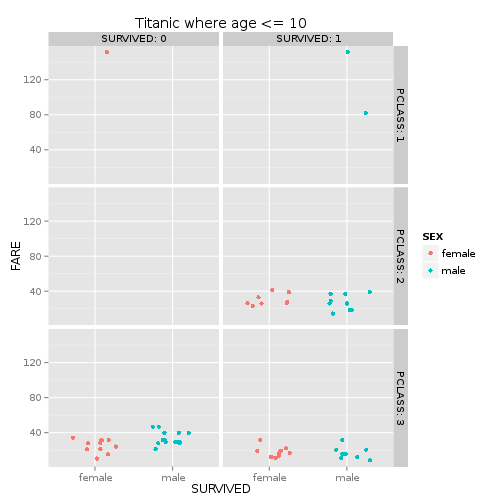 Titanic where age <= 10
SURVIVED: 0 SURVIVED: 1
120
80
40
PCLASS: 1
120
80
40
PCLASS: 2
120
80
40
PCLASS: 3
FARE
female male female male
SURVIVED
SEX
female
male